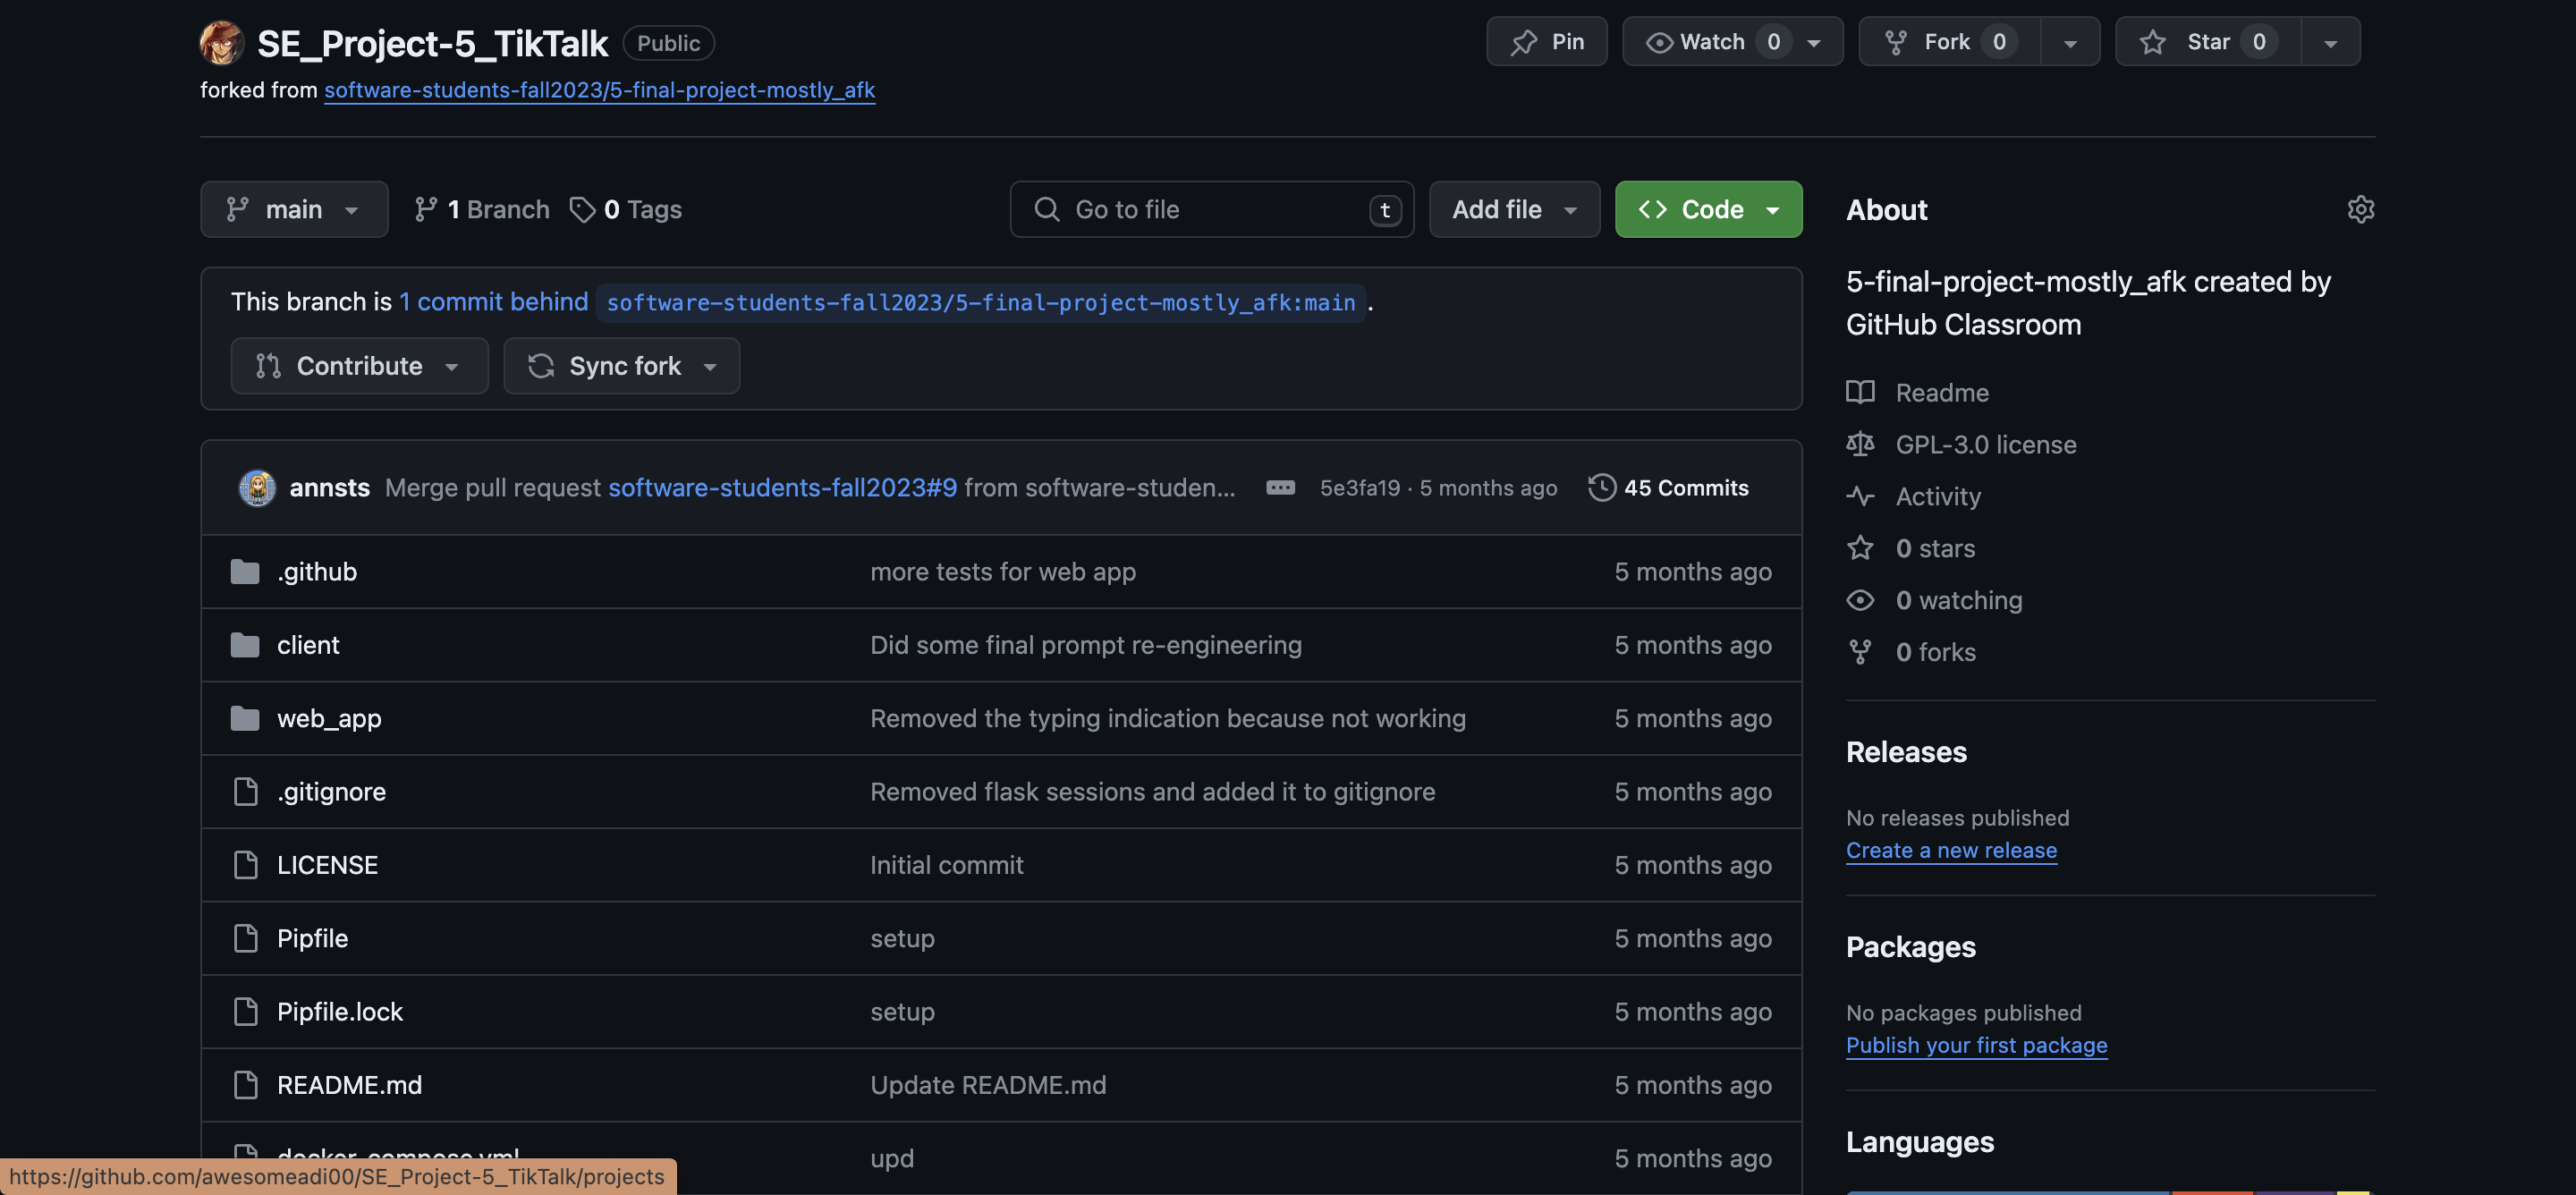 SE_Project-5_TikTalk Public Pin Watch 0 Fork 0 Star 0
forked from software-students-fall2023/5-final-project-mostly_afk
main 1 Branch 0 Tags Go to file t Add file <> Code
This branch is 1 commit behind software-students-fall2023/5-final-project-mostly_afk:main .
Contribute Sync fork
annsts Merge pull request software-students-fall2023#9 from software-studen... 5e3fa19 · 5 months ago 45 Commits
.github more tests for web app 5 months ago
client Did some final prompt re-engineering 5 months ago
web_app Removed the typing indication because not working 5 months ago
.gitignore Removed flask sessions and added it to gitignore 5 months ago
LICENSE Initial commit 5 months ago
Pipfile setup 5 months ago
Pipfile.lock setup 5 months ago
README.md Update README.md 5 months ago
docker-compose.yml upd 5 months ago
About
5-final-project-mostly_afk created by
GitHub Classroom
Readme
GPL-3.0 license
Activity
0 stars
0 watching
0 forks
Releases
No releases published
Create a new release
Packages
No packages published
Publish your first package
Languages
https://github.com/awesomeadi00/SE_Project-5_TikTalk/projects